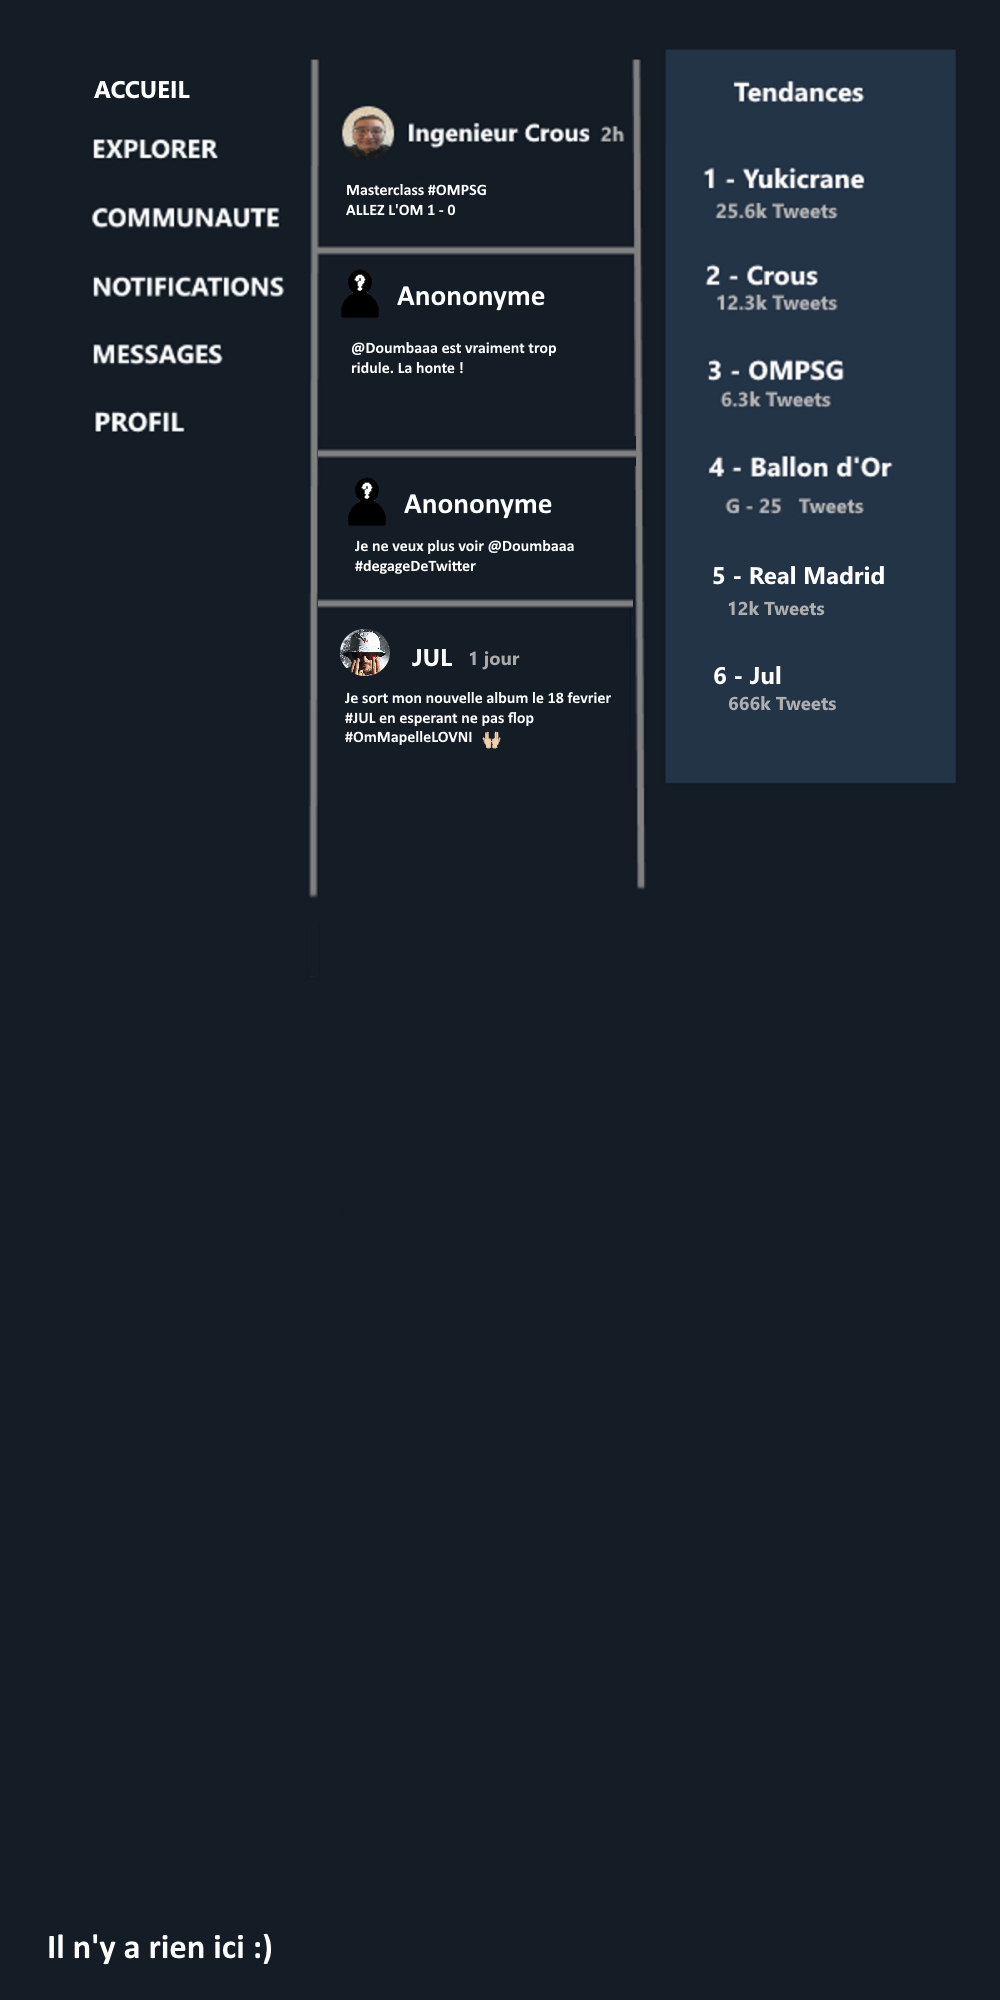 ACCUEIL
EXPLORER
COMMUNAUTE
NOTIFICATIONS
MESSAGES
PROFIL
Ingenieur Crous 2h
Masterclass #OMPSG
ALLEZ L'OM 1 - 0
Anononyme
@Doumbaaa est vraiment trop
ridule. La honte !
Anononyme
Je ne veux plus voir @Doumbaaa
#degageDeTwitter
JUL 1 jour
Je sort mon nouvelle album le 18 fevrier
#JUL en esperant ne pas flop
#OmMapelleLOVNI 🙌🏼
Tendances
1 - Yukicrane
25.6k Tweets
2 - Crous
12.3k Tweets
3 - OMPSG
6.3k Tweets
4 - Ballon d'Or
G - 25 Tweets
5 - Real Madrid
12k Tweets
6 - Jul
666k Tweets
Il n'y a rien ici :)